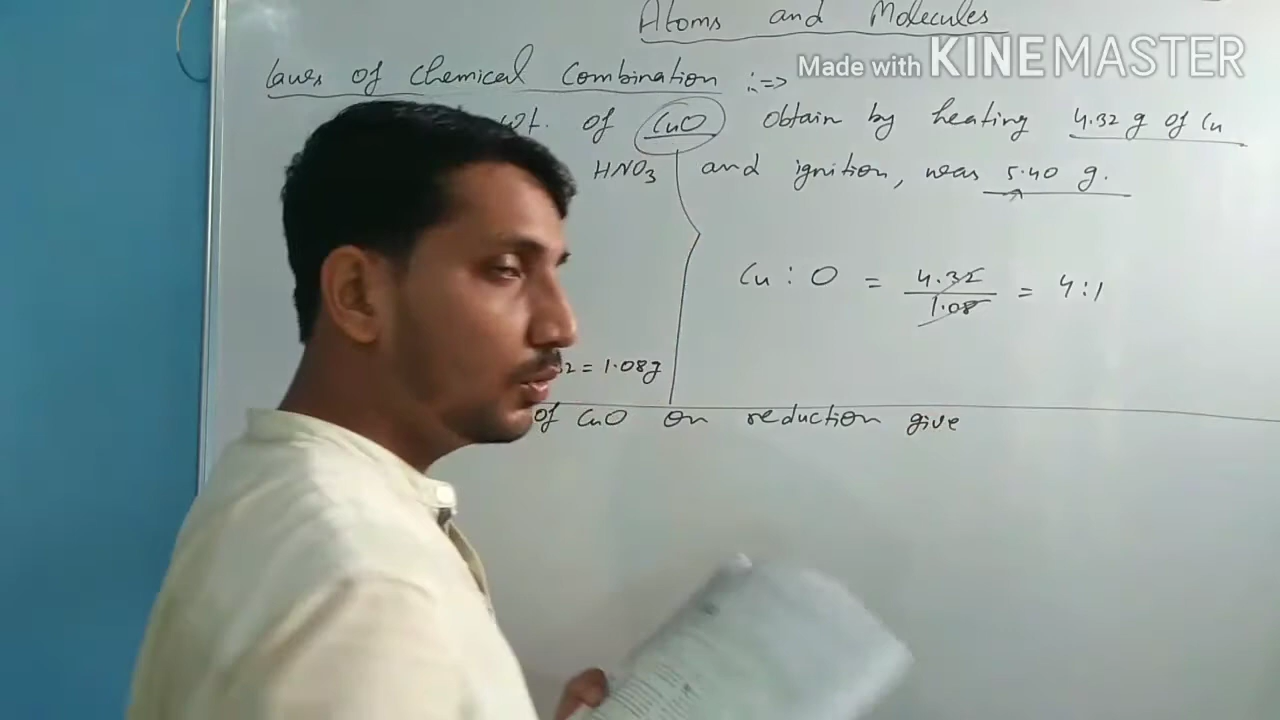 Atoms and Molecules
Made with KINEMASTER
Laws of Chemical Combination :=>
wt. of CuO obtain by heating 4.32 g of Cu
HNO3 and ignition, was 5.40 g.
Cu : O = 4.32 / 1.08 = 4:1
32 = 1.08g
of CuO on reduction give